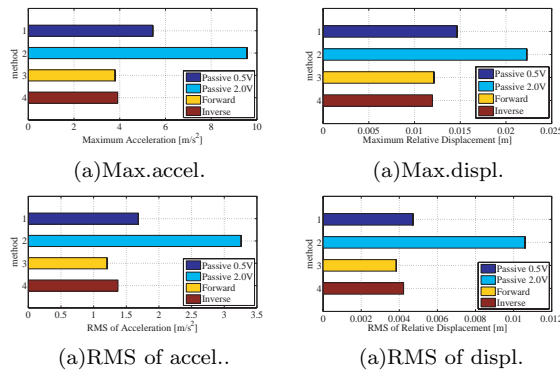 1
2
3
4
method
Passive 0.5V
Passive 2.0V
Forward
Inverse
0 2 4 6 8 10
Maximum Acceleration [m/s²]
(a)Max.accel.
1
2
3
4
method
Passive 0.5V
Passive 2.0V
Forward
Inverse
0 0.005 0.01 0.015 0.02 0.025
Maximum Relative Displacement [m]
(a)Max.displ.
1
2
3
4
method
Passive 0.5V
Passive 2.0V
Forward
Inverse
0 0.5 1 1.5 2 2.5 3 3.5
RMS of Acceleration [m/s²]
(a)RMS of accel..
1
2
3
4
method
Passive 0.5V
Passive 2.0V
Forward
Inverse
0 0.002 0.004 0.006 0.008 0.01 0.012
RMS of Relative Displacement [m]
(a)RMS of displ.